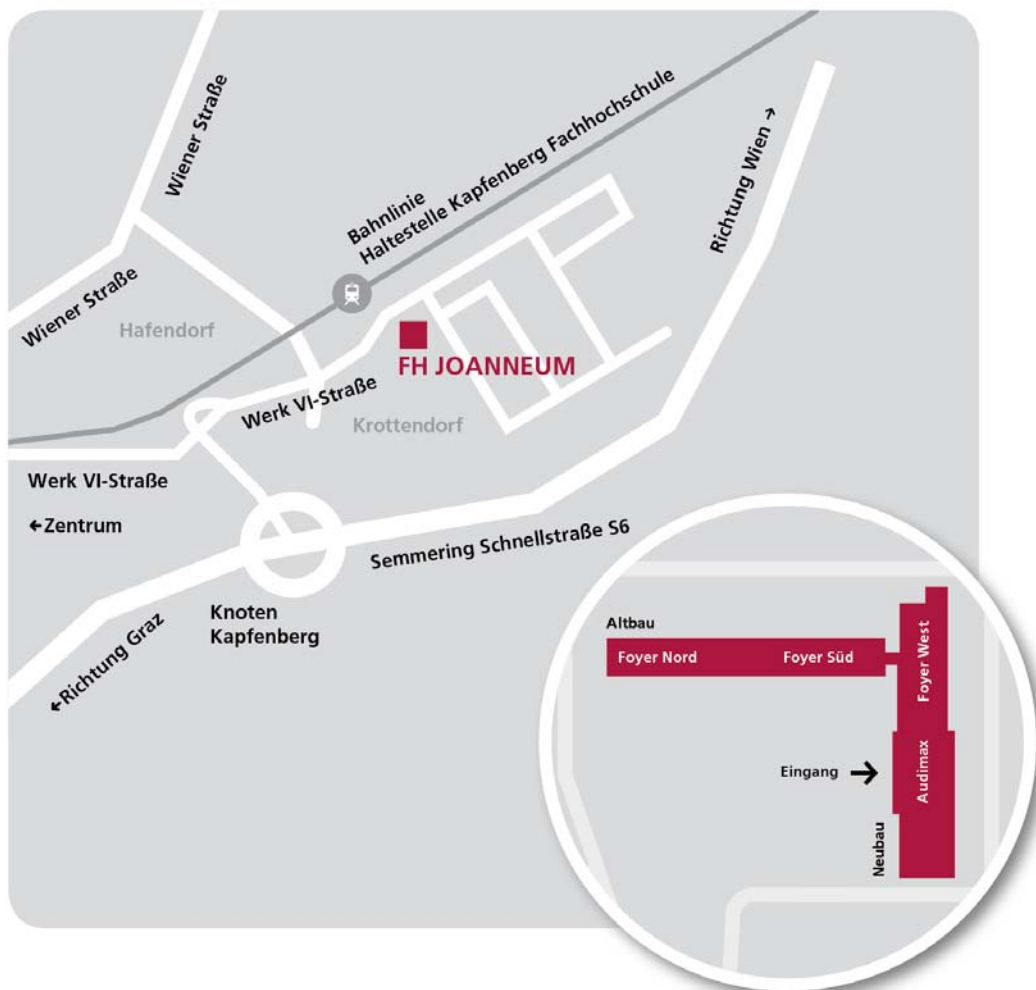 Wiener Straße
Bahnlinie
Haltestelle Kapfenberg Fachhochschule
Richtung Wien →
Wiener Straße
Hafendorf
FH JOANNEUM
Werk VI-Straße
Krottendorf
Werk VI-Straße
←Zentrum
Semmering Schnellstraße S6
Knoten
Kapfenberg
←Richtung Graz
Altbau
Foyer Nord
Foyer Süd
Foyer West
Eingang →
Audimax
Neubau